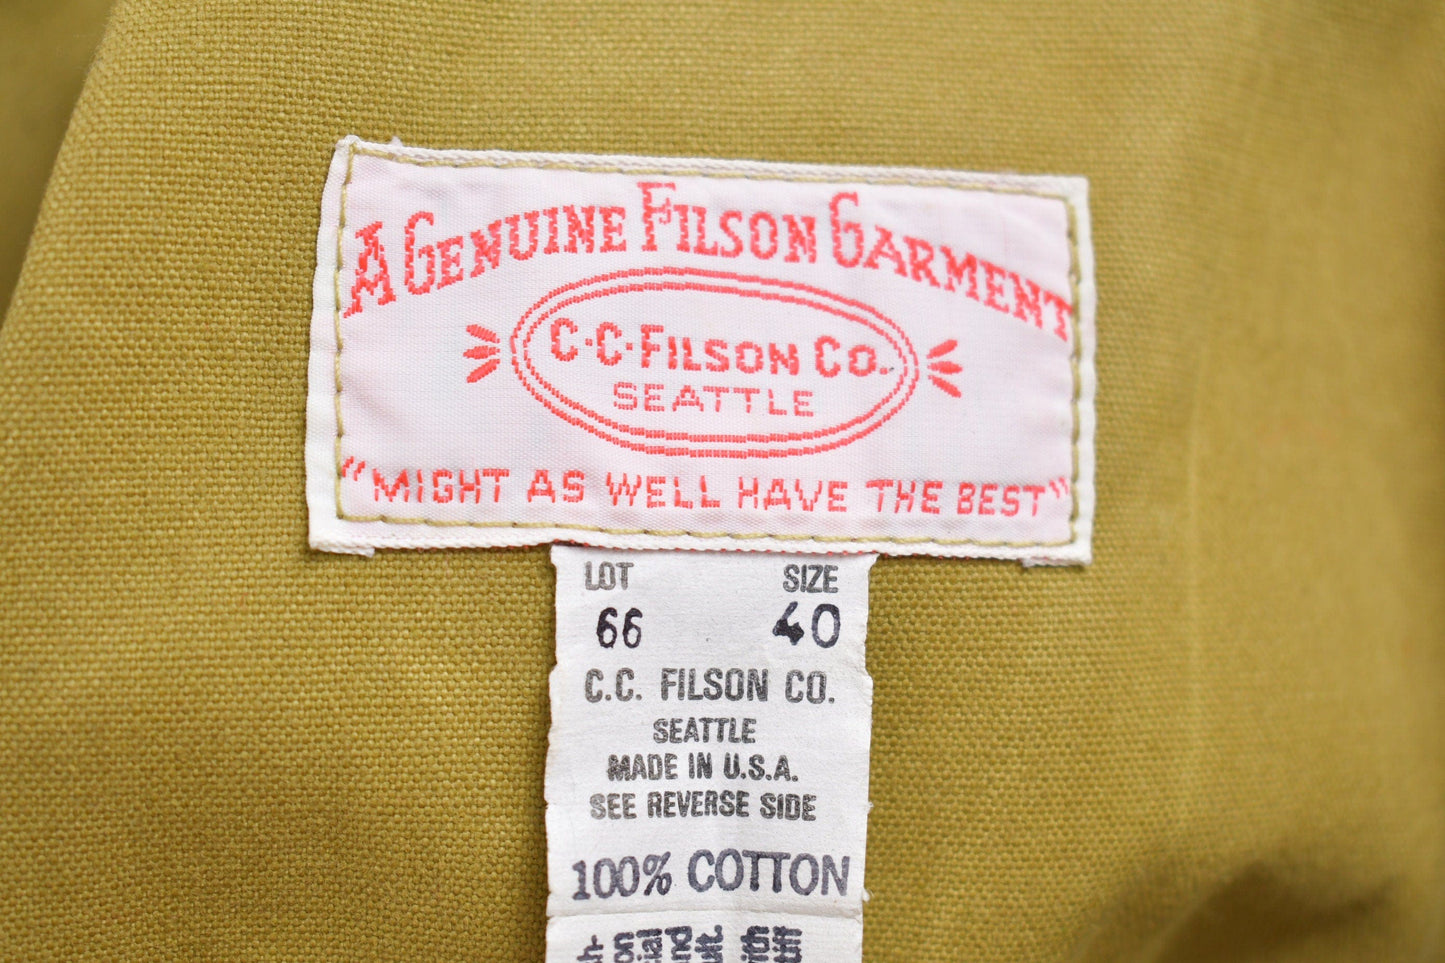 A GENUINE FILSON GARMENT
C·C·FILSON CO.
SEATTLE
"MIGHT AS WELL HAVE THE BEST"
LOT SIZE
66 40
C.C. FILSON CO.
SEATTLE
MADE IN U.S.A.
SEE REVERSE SIDE
100% COTTON